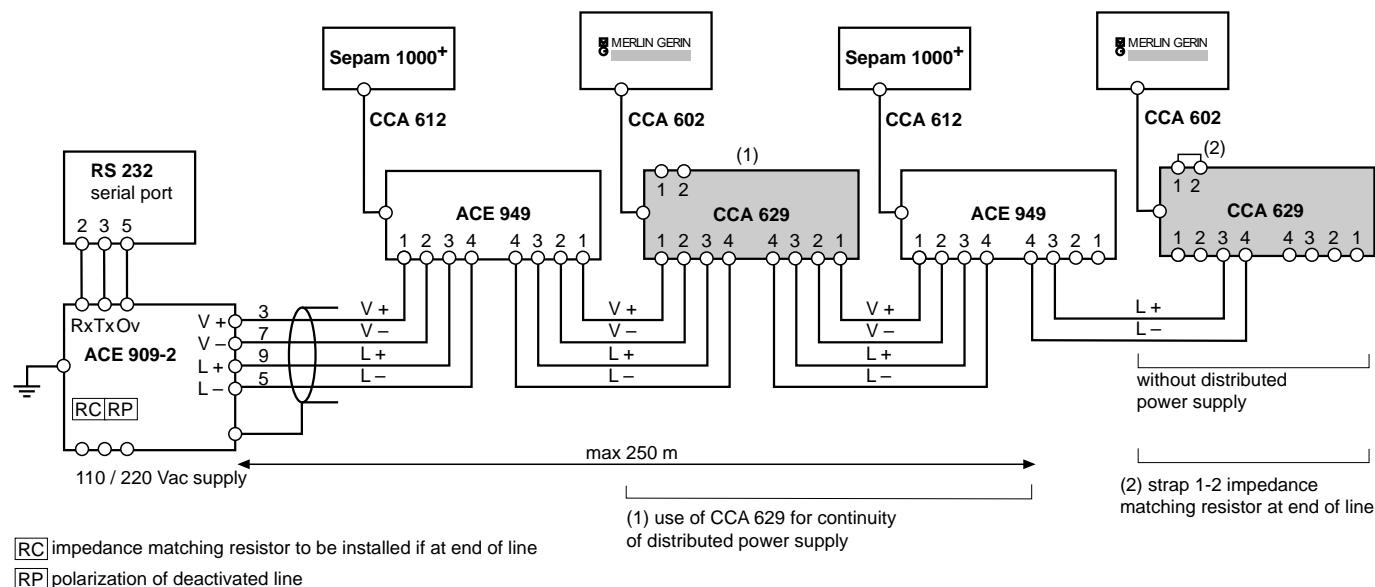 Sepam 1000+
MERLIN GERIN
Sepam 1000+
MERLIN GERIN
CCA 612
CCA 602
CCA 612
CCA 602
RS 232
serial port
2 3 5
(1)
(2)
1 2
1 2
ACE 949
CCA 629
ACE 949
CCA 629
1 2 3 4 4 3 2 1
1 2 3 4 4 3 2 1
1 2 3 4 4 3 2 1
1 2 3 4 4 3 2 1
Rx Tx Ov
ACE 909-2
RC RP
V + 3 V + V + V +
V – 7 V – V – V –
L + 9 L + L + L + L +
L – 5 L – L – L – L –
without distributed
power supply
110 / 220 Vac supply
max 250 m
(1) use of CCA 629 for continuity
of distributed power supply
(2) strap 1-2 impedance
matching resistor at end of line
RC impedance matching resistor to be installed if at end of line
RP polarization of deactivated line